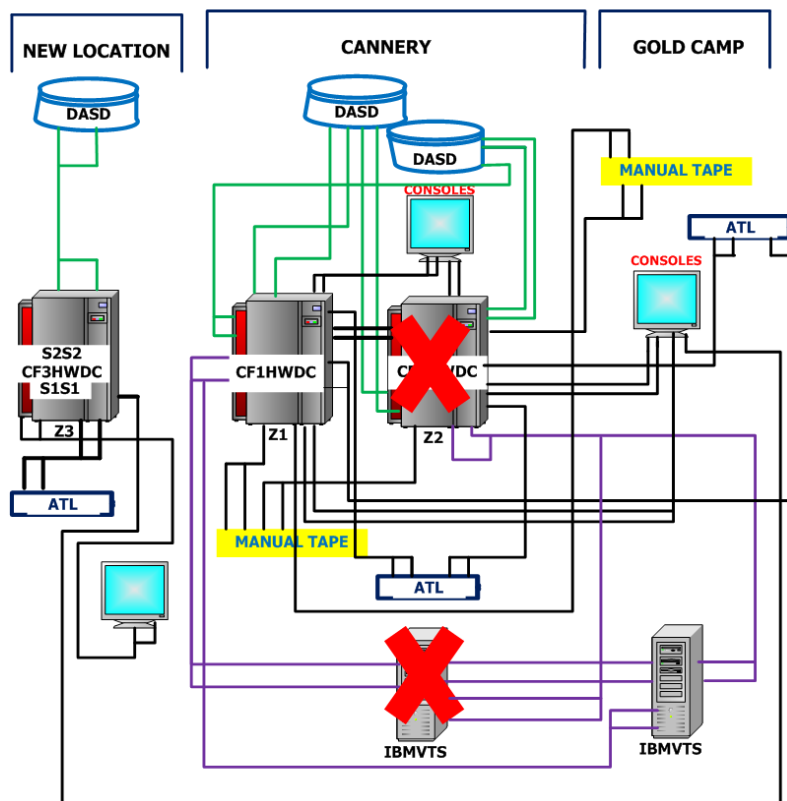 NEW LOCATION
CANNERY
GOLD CAMP
DASD
DASD
DASD
MANUAL TAPE
CONSOLES
ATL
CONSOLES
S2S2
CF3HWDC
S1S1
CF1HWDC
Z3
Z1
Z2
ATL
MANUAL TAPE
ATL
IBMVTS
IBMVTS